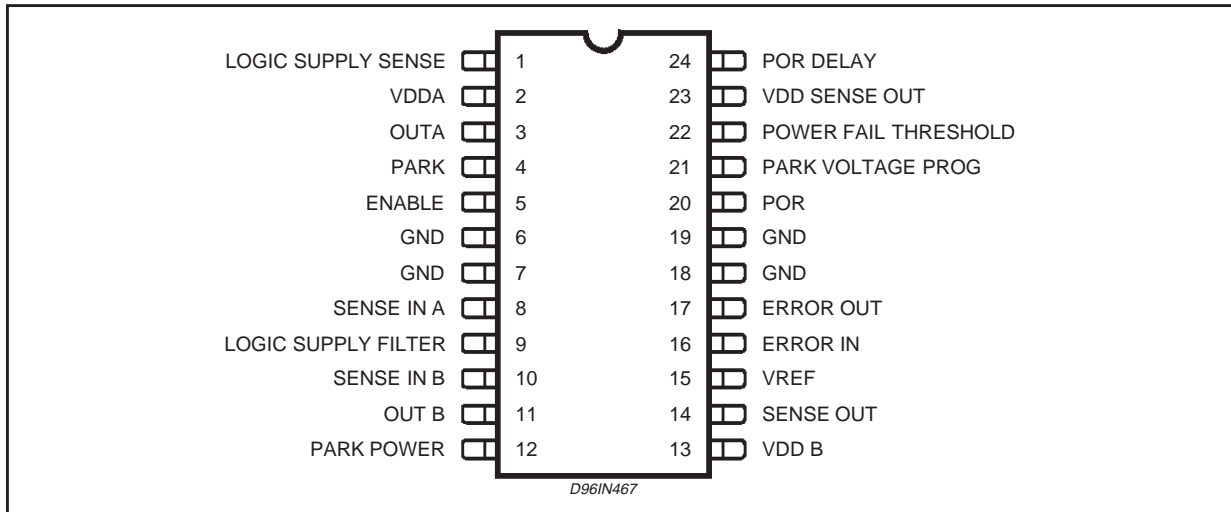 LOGIC SUPPLY SENSE 1 24 POR DELAY
VDDA 2 23 VDD SENSE OUT
OUTA 3 22 POWER FAIL THRESHOLD
PARK 4 21 PARK VOLTAGE PROG
ENABLE 5 20 POR
GND 6 19 GND
GND 7 18 GND
SENSE IN A 8 17 ERROR OUT
LOGIC SUPPLY FILTER 9 16 ERROR IN
SENSE IN B 10 15 VREF
OUT B 11 14 SENSE OUT
PARK POWER 12 13 VDD B
D96IN467